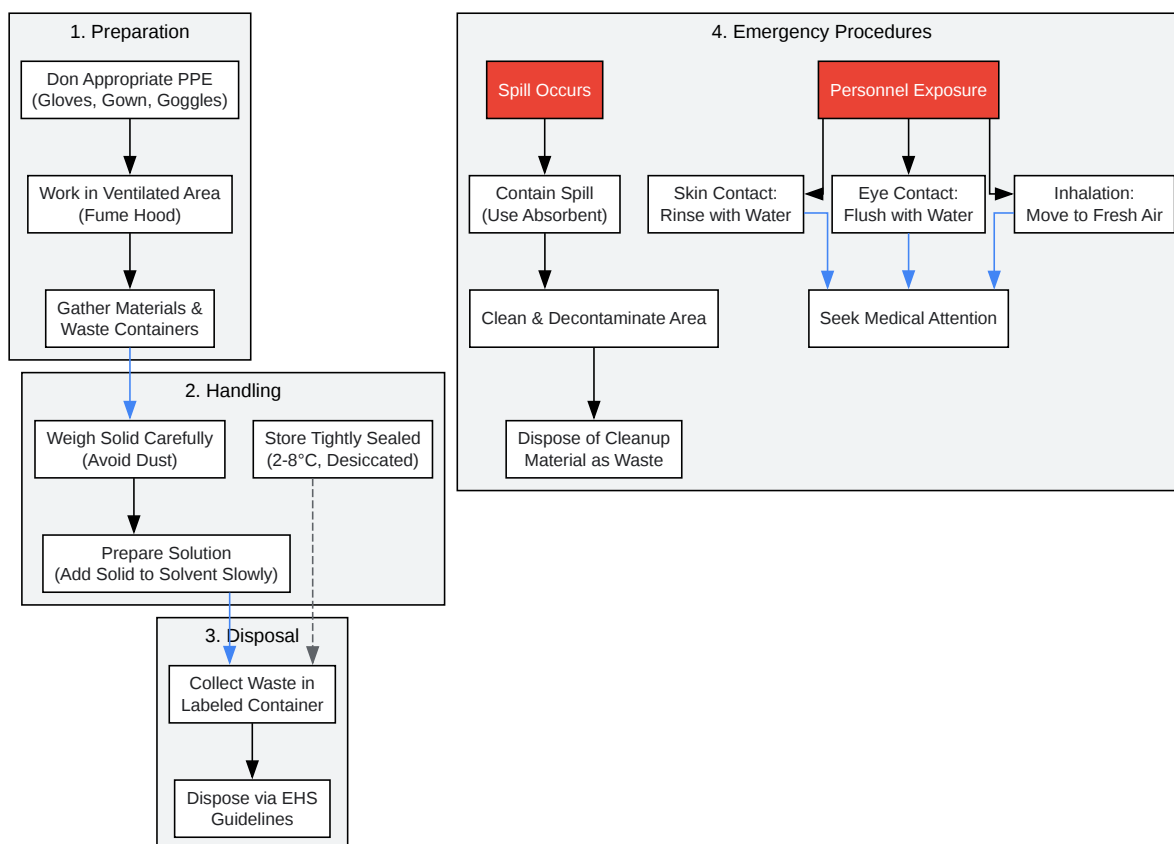 1. Preparation
Don Appropriate PPE
(Gloves, Gown, Goggles)
Work in Ventilated Area
(Fume Hood)
Gather Materials &
Waste Containers
2. Handling
Weigh Solid Carefully
(Avoid Dust)
Store Tightly Sealed
(2-8°C, Desiccated)
Prepare Solution
(Add Solid to Solvent Slowly)
3. Disposal
Collect Waste in
Labeled Container
Dispose via EHS
Guidelines
4. Emergency Procedures
Spill Occurs
Contain Spill
(Use Absorbent)
Clean & Decontaminate Area
Dispose of Cleanup
Material as Waste
Personnel Exposure
Skin Contact:
Rinse with Water
Eye Contact:
Flush with Water
Inhalation:
Move to Fresh Air
Seek Medical Attention